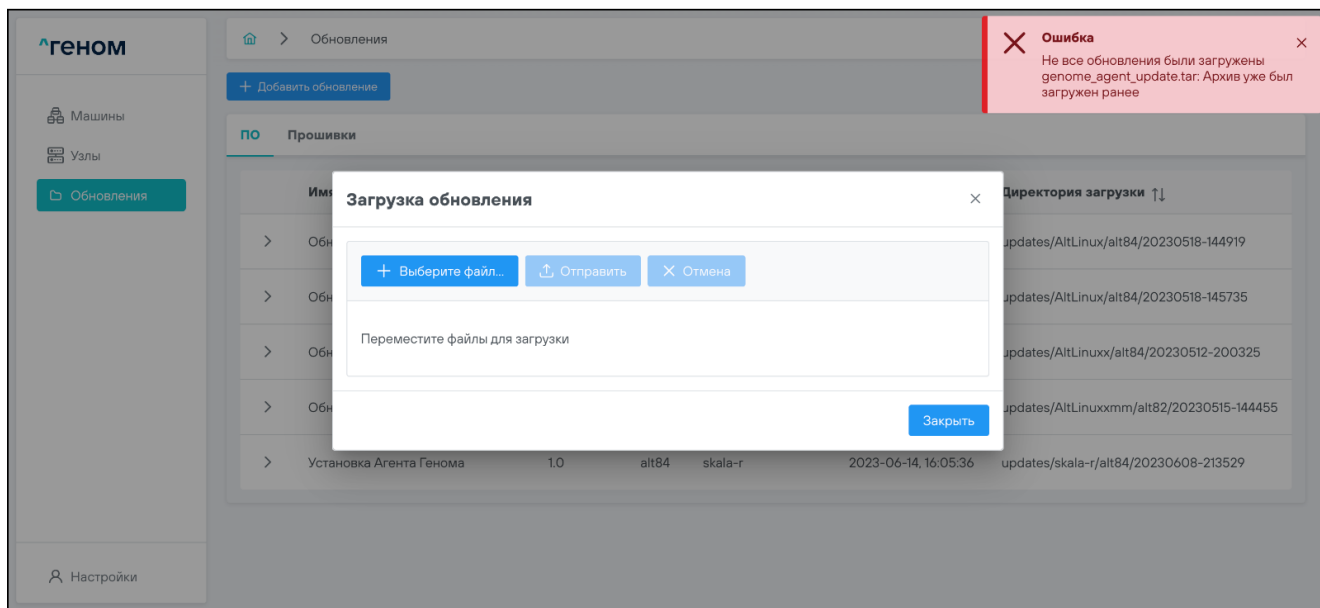 ^геном
Обновления
Ошибка
Не все обновления были загружены
genome_agent_update.tar: Архив уже был
загружен ранее
+ Добавить обновление
Машины
Узлы
Обновления
ПО Прошивки
Загрузка обновления
Директория загрузки
+ Выберите файл... Отправить Отмена
Переместите файлы для загрузки
Закрыть
updates/AltLinux/alt84/20230518-144919
updates/AltLinux/alt84/20230518-145735
updates/AltLinuxx/alt84/20230512-200325
updates/AltLinuxxmm/alt82/20230515-144455
Установка Агента Генома 1.0 alt84 skala-r 2023-06-14, 16:05:36 updates/skala-r/alt84/20230608-213529
Настройки